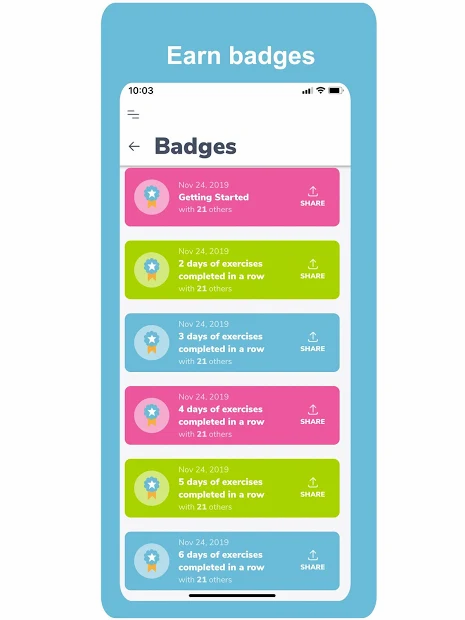 Earn badges
10:03
Badges
Nov 24, 2019
Getting Started
with 21 others
SHARE
Nov 24, 2019
2 days of exercises
completed in a row
with 21 others
SHARE
Nov 24, 2019
3 days of exercises
completed in a row
with 21 others
SHARE
Nov 24, 2019
4 days of exercises
completed in a row
with 21 others
SHARE
Nov 24, 2019
5 days of exercises
completed in a row
with 21 others
SHARE
Nov 24, 2019
6 days of exercises
completed in a row
with 21 others
SHARE